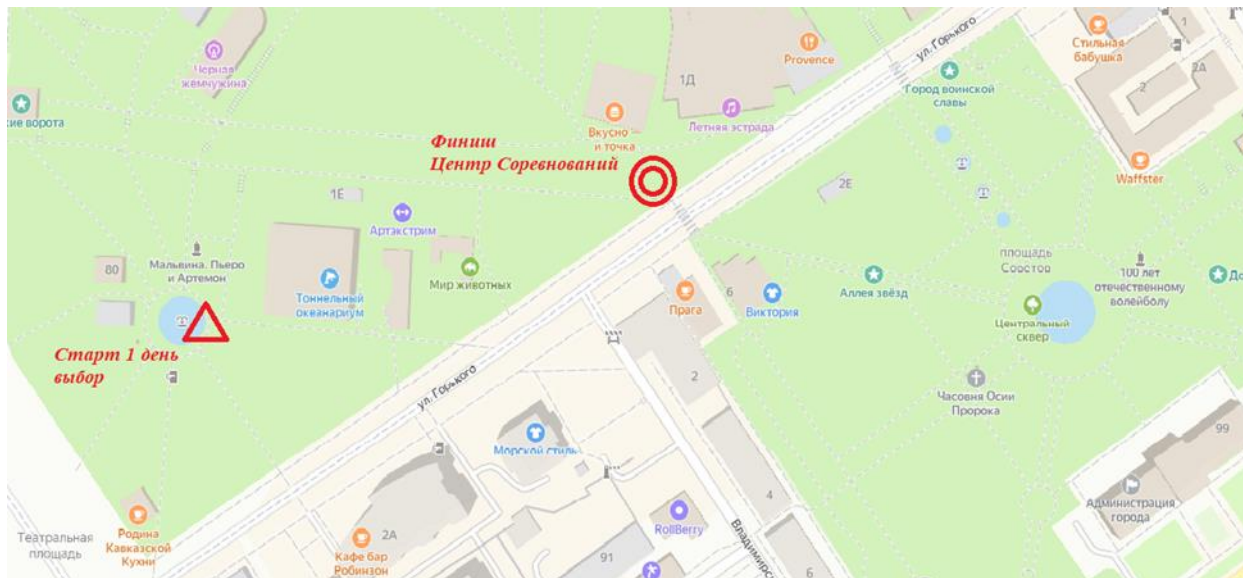 ул. Горького
Стильная
бабушка
1
2А
2
Черная
жемчужина
Provence
1Д
Город воинской
славы
кие ворота
Вкусно —
и точка
Летняя эстрада
Финиш
Центр Соревнований
Waffster
1Е
2Е
Артэкстрим
80
Мальвина. Пьеро
и Артемон
Тоннельный
океанариум
Мир животных
площадь
Соостов
100 лет
отечественному
волейболу
До
Аллея звёзд
6
Прага
Виктория
Центральный
сквер
Старт 1 день
выбор
ул. Горького
2
Часовня Осии
Пророка
Морской стиль
99
4
Администрация
города
Театральная
площадь
Родина
Кавказской
Кухни
2А
Кафе бар
Робинзон
RollBerry
91
Владимирс
6